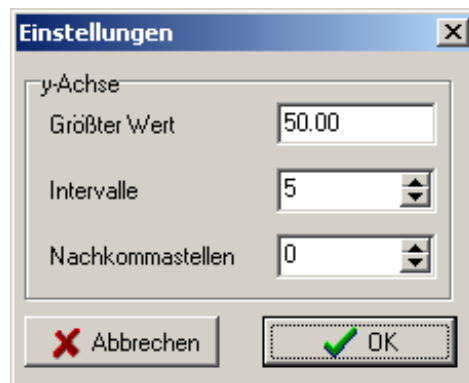 Einstellungen
y-Achse
Größter Wert 50.00
Intervalle 5
Nachkommastellen 0
Abbrechen OK